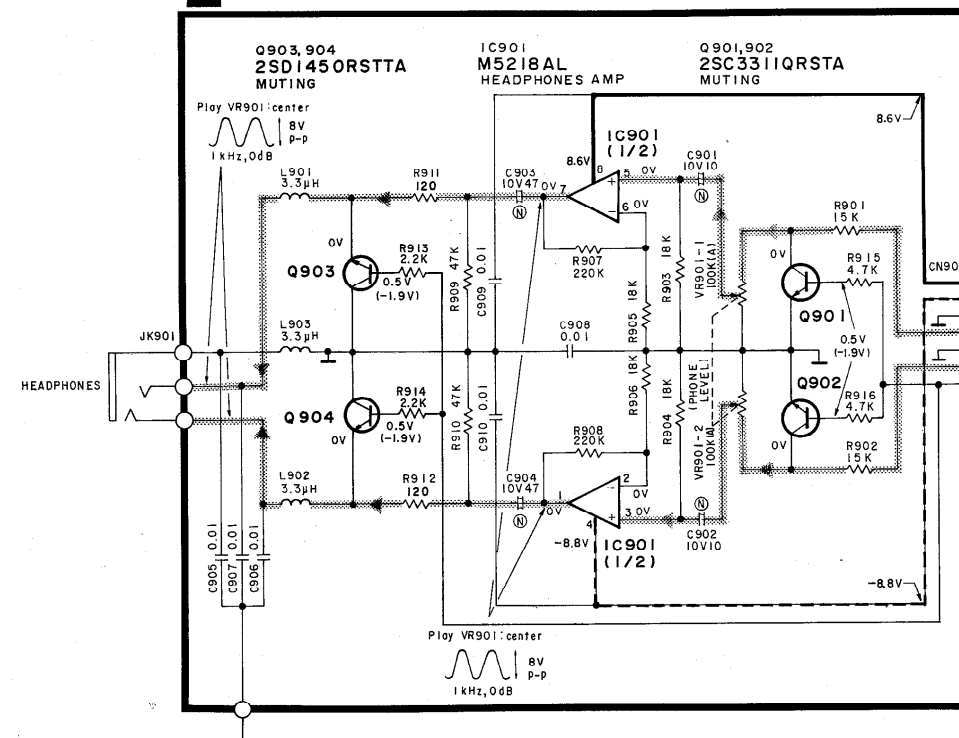 Q903, 904
2SD1450RSTTA
MUTING
IC901
M5218AL
HEADPHONES AMP
Q901, 902
2SC3311QRSTA
MUTING
Play VR901:center
8V
P-P
1kHz, 0dB
8.6V
IC901
(1/2)
8.6V
8
L901
3.3μH
R911
120
C903
10V47
N
0V
7
5
0V
6
0V
C901
10V10
N
R901
15K
R907
220K
R913
2.2K
0.5V
(-1.9V)
0V
Q903
R909 47K
C909 0.01
R903 18K
VR901-1
100K(A)
0V
R915
4.7K
Q901
CN90
R905 18K
JK901
L903
3.3μH
C908
0.01
0.5V
(-1.9V)
HEADPHONES
Q904
0V
R914
2.2K
0.5V
(-1.9V)
R910 47K
C910 0.01
R906 18K
R904 18K
(PHONE
LEVEL)
VR901-2
100K(A)
Q902
0V
R916
4.7K
R908
220K
R902
15K
L902
3.3μH
R912
120
C904
10V47
N
1
0V
2
0V
3
0V
4
-8.8V
IC901
(1/2)
N
C902
10V10
C905 0.01
C907 0.01
C906 0.01
-8.8V
Play VR901:center
8V
P-P
1kHz, 0dB